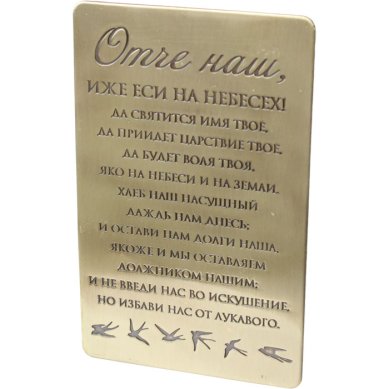 Отче наш,
ИЖЕ ЕСИ НА НЕБЕСЕХ!
ДА СВЯТИТСЯ ИМЯ ТВОЕ,
ДА ПРИИДЕТ ЦАРСТВИЕ ТВОЕ,
ДА БУДЕТ ВОЛЯ ТВОЯ,
ЯКО НА НЕБЕСИ И НА ЗЕМЛИ.
ХЛЕБ НАШ НАСУЩНЫЙ
ДАЖДЬ НАМ ДНЕСЬ;
И ОСТАВИ НАМ ДОЛГИ НАША,
ЯКОЖЕ И МЫ ОСТАВЛЯЕМ
ДОЛЖНИКОМ НАШИМ;
И НЕ ВВЕДИ НАС ВО ИСКУШЕНИЕ,
НО ИЗБАВИ НАС ОТ ЛУКАВОГО.